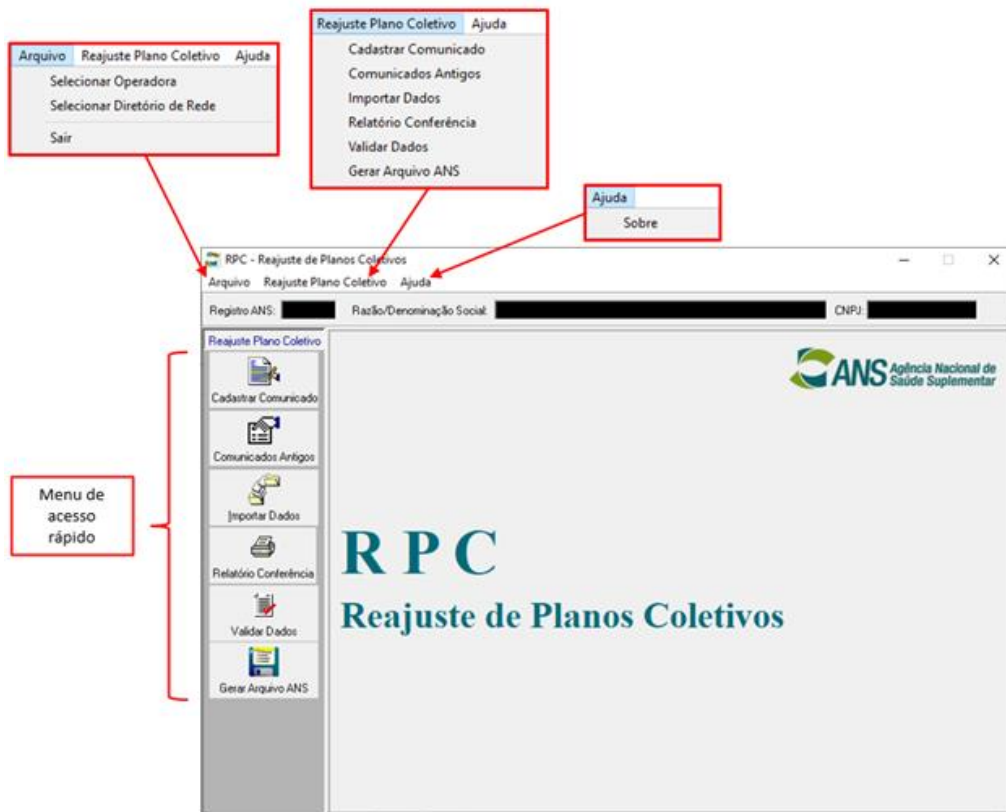 Reajuste Plano Coletivo Ajuda
Cadastrar Comunicado
Comunicados Antigos
Importar Dados
Relatório Conferência
Validar Dados
Gerar Arquivo ANS
Arquivo Reajuste Plano Coletivo Ajuda
Selecionar Operadora
Selecionar Diretório de Rede
Sair
Ajuda
Sobre
RPC - Reajuste de Planos Coletivos
Arquivo Reajuste Plano Coletivo Ajuda
Registro ANS: Razão/Denominação Social: CNPJ:
Reajuste Plano Coletivo
Cadastrar Comunicado
Comunicados Antigos
Importar Dados
Relatório Conferência
Validar Dados
Gerar Arquivo ANS
Menu de
acesso
rápido
ANS Agência Nacional de
Saúde Suplementar
R P C
Reajuste de Planos Coletivos